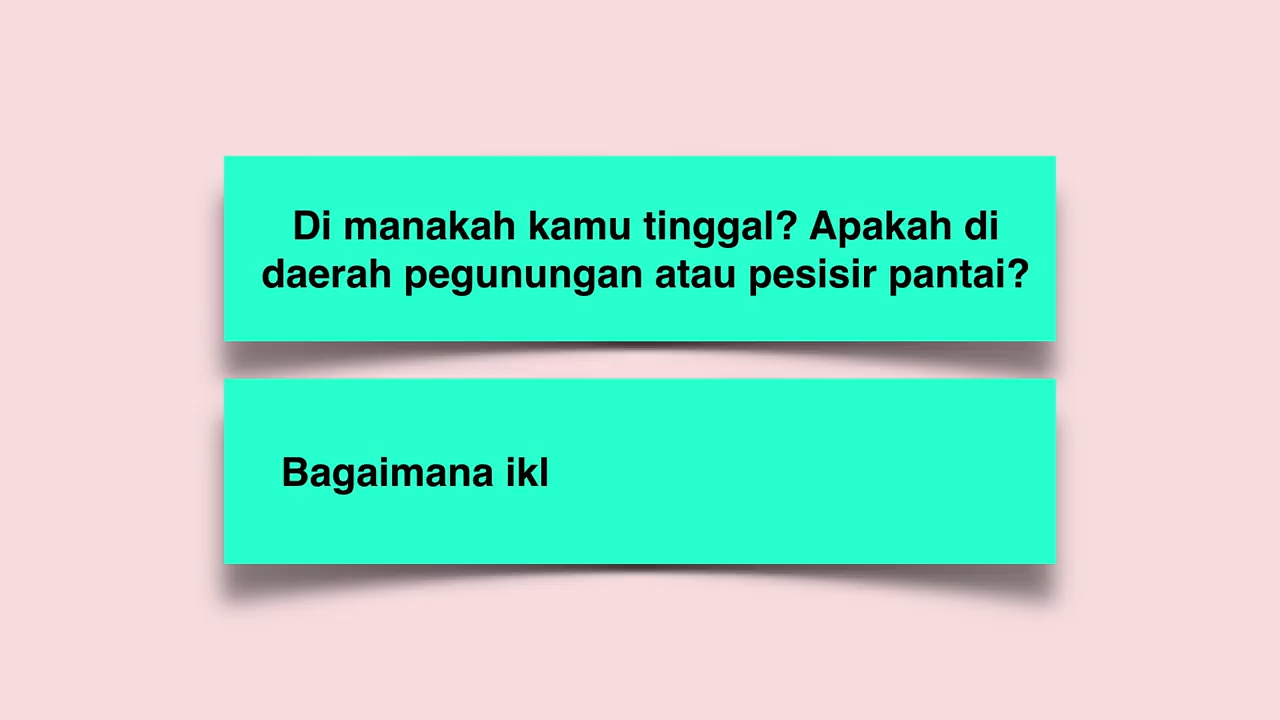 Di manakah kamu tinggal? Apakah di
daerah pegunungan atau pesisir pantai?
Bagaimana ikl